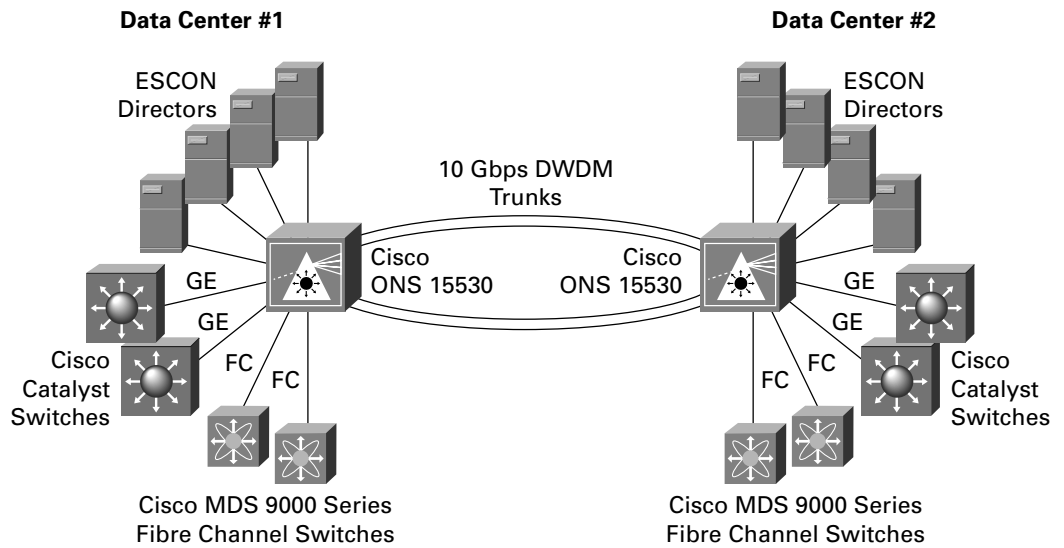 Data Center #1
Data Center #2
ESCON
Directors
ESCON
Directors
10 Gbps DWDM
Trunks
Cisco
ONS 15530
Cisco
ONS 15530
GE
GE
FC
FC
GE
GE
FC
FC
Cisco
Catalyst
Switches
Cisco
Catalyst
Switches
Cisco MDS 9000 Series
Fibre Channel Switches
Cisco MDS 9000 Series
Fibre Channel Switches